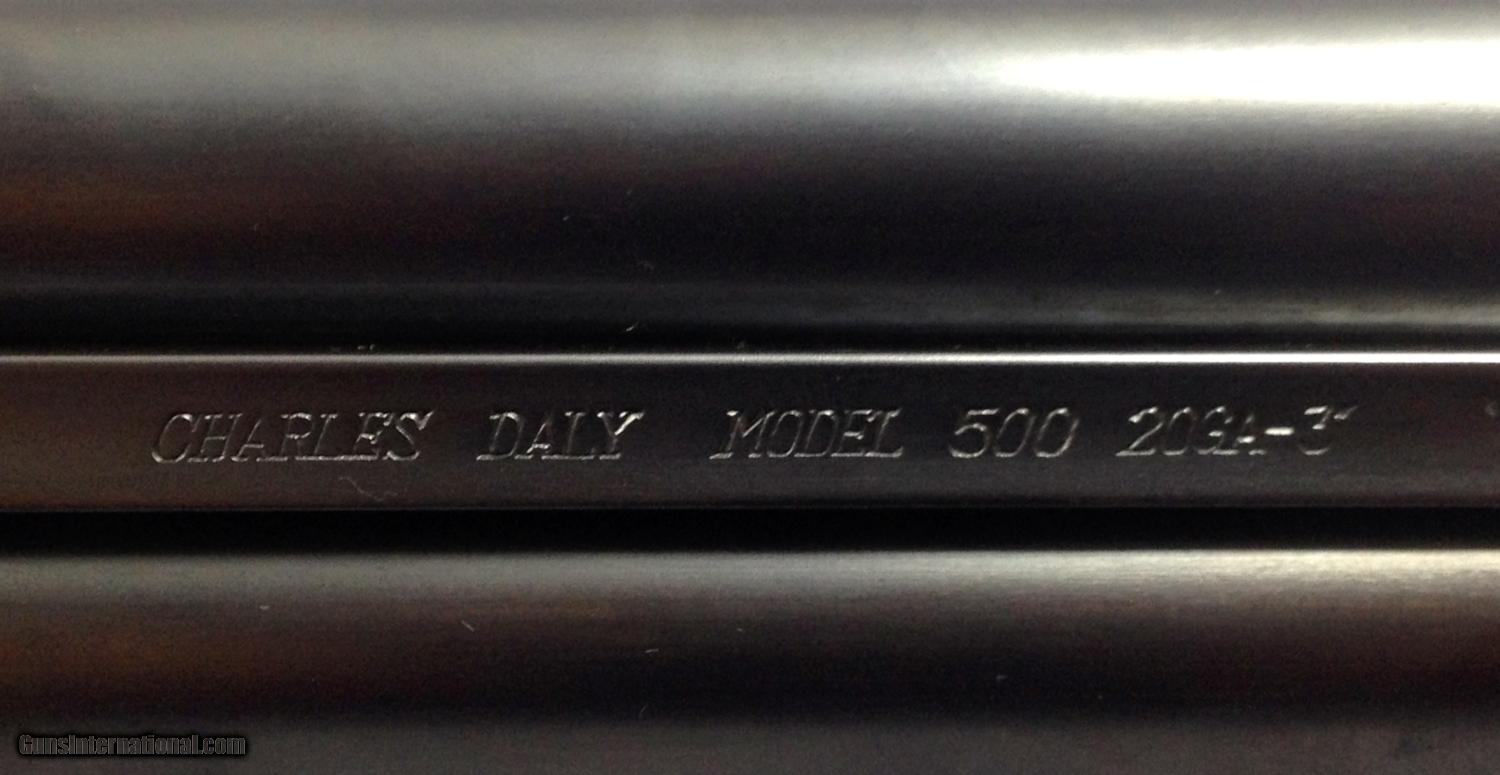 CHARLES DALY MODEL 500 20GA-3"
GunsInternational.com